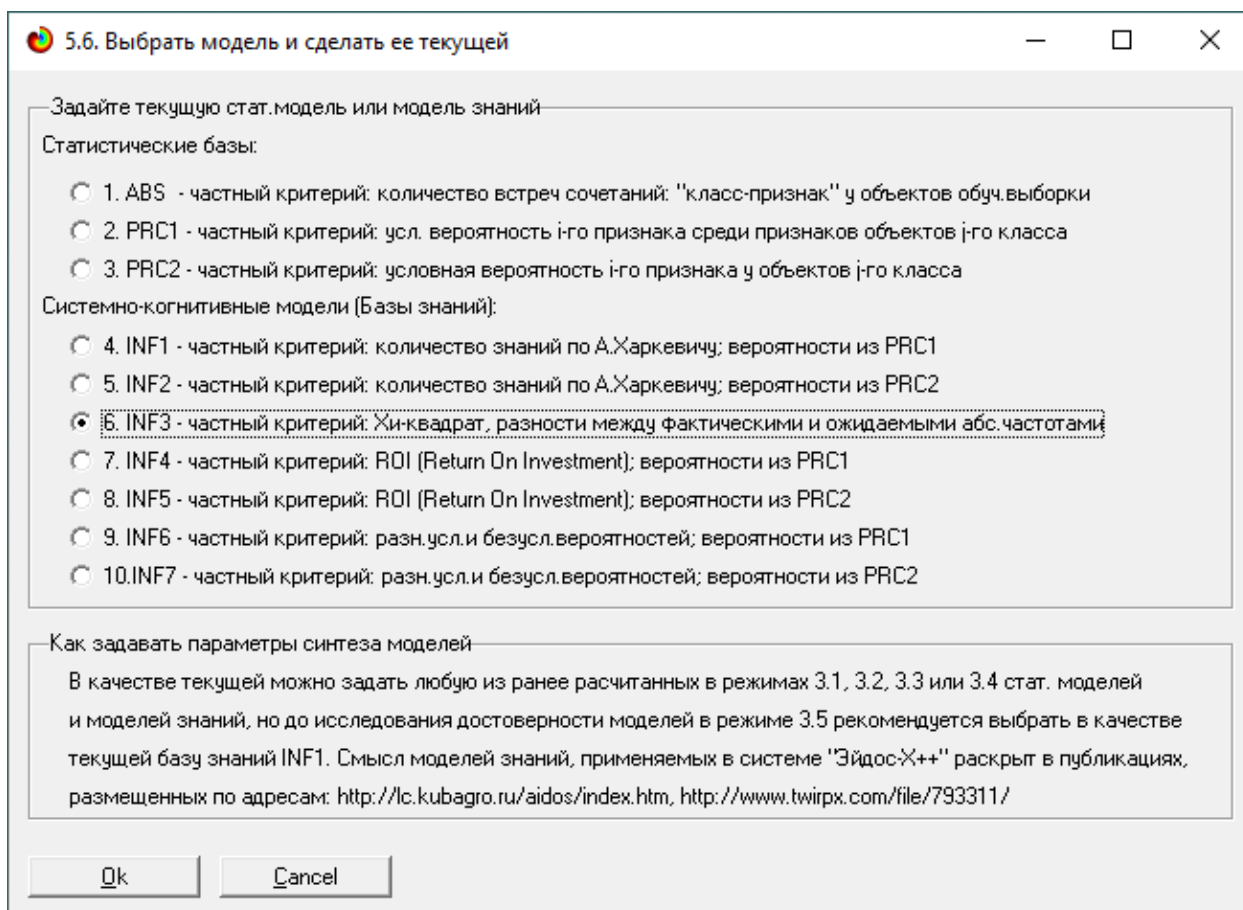 5.6. Выбрать модель и сделать ее текущей
Задайте текущую стат.модель или модель знаний
Статистические базы:
1. ABS - частный критерий: количество встреч сочетаний: "класс-признак" у объектов обуч.выборки
2. PRC1 - частный критерий: усл. вероятность i-го признака среди признаков объектов j-го класса
3. PRC2 - частный критерий: условная вероятность i-го признака у объектов j-го класса
Системно-когнитивные модели (Базы знаний):
4. INF1 - частный критерий: количество знаний по А.Харкевичу; вероятности из PRC1
5. INF2 - частный критерий: количество знаний по А.Харкевичу; вероятности из PRC2
6. INF3 - частный критерий: Хи-квадрат, разности между фактическими и ожидаемыми абс.частотами
7. INF4 - частный критерий: ROI (Return On Investment); вероятности из PRC1
8. INF5 - частный критерий: ROI (Return On Investment); вероятности из PRC2
9. INF6 - частный критерий: разн.усл.и безусл.вероятностей; вероятности из PRC1
10.INF7 - частный критерий: разн.усл.и безусл.вероятностей; вероятности из PRC2
Как задавать параметры синтеза моделей
В качестве текущей можно задать любую из ранее расчитанных в режимах 3.1, 3.2, 3.3 или 3.4 стат. моделей
и моделей знаний, но до исследования достоверности моделей в режиме 3.5 рекомендуется выбрать в качестве
текущей базу знаний INF1. Смысл моделей знаний, применяемых в системе "Эйдос-X++" раскрыт в публикациях,
размещенных по адресам: http://lc.kubagro.ru/aidos/index.htm, http://www.twirpx.com/file/793311/
Ok
Cancel